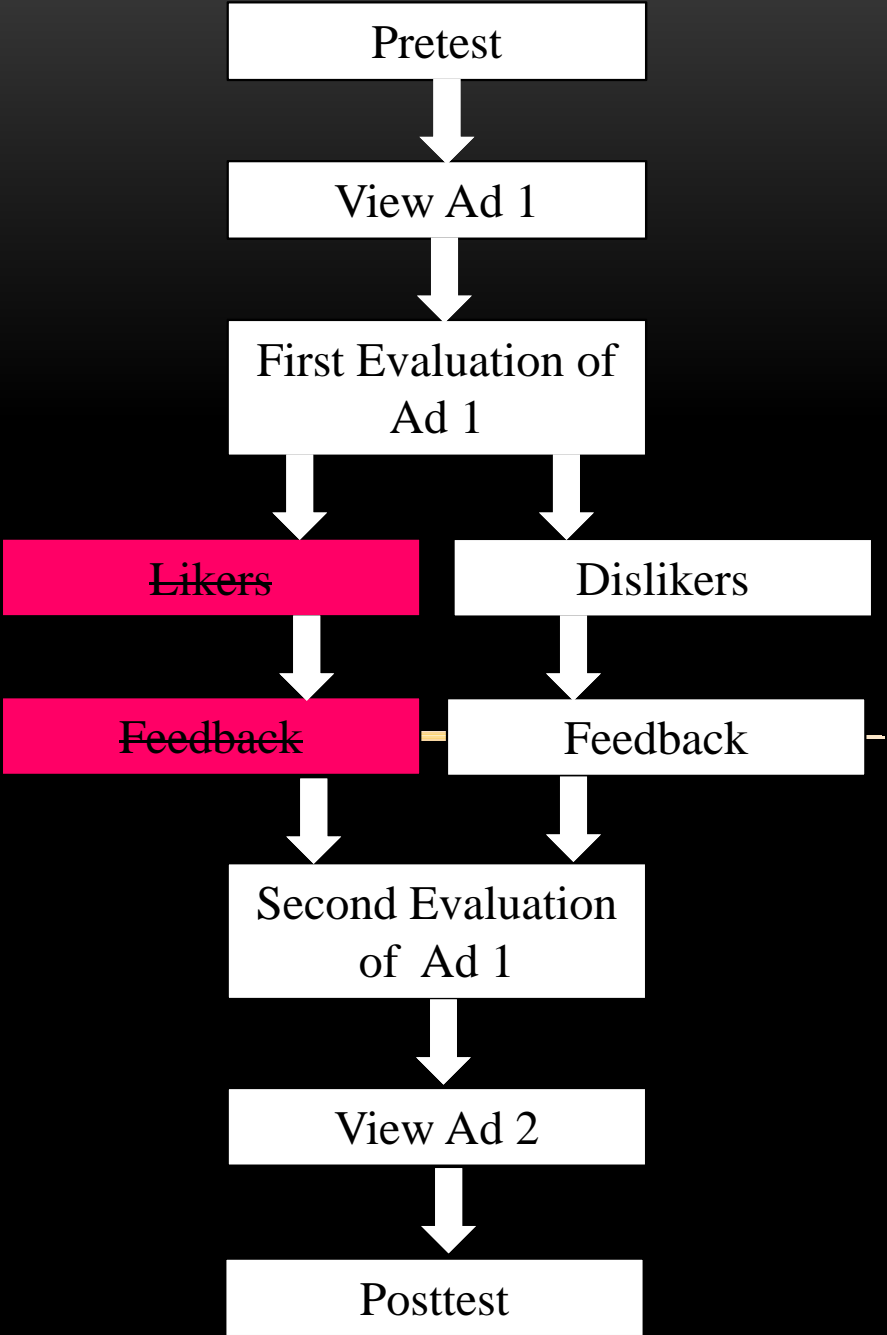 Pretest
View Ad 1
First Evaluation of
Ad 1
Likers
Dislikers
Feedback
Feedback
Second Evaluation
of Ad 1
View Ad 2
Posttest